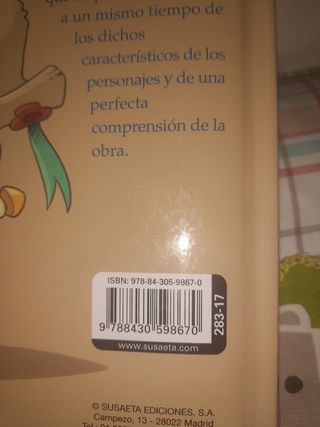 a un mismo tiempo de
los dichos
característicos de los
personajes y de una
perfecta
comprensión de la
obra.
ISBN: 978-84-305-9867-0
9 788430 598670
283-17
www.susaeta.com
© SUSAETA EDICIONES, S.A.
Campezo, 13 - 28022 Madrid